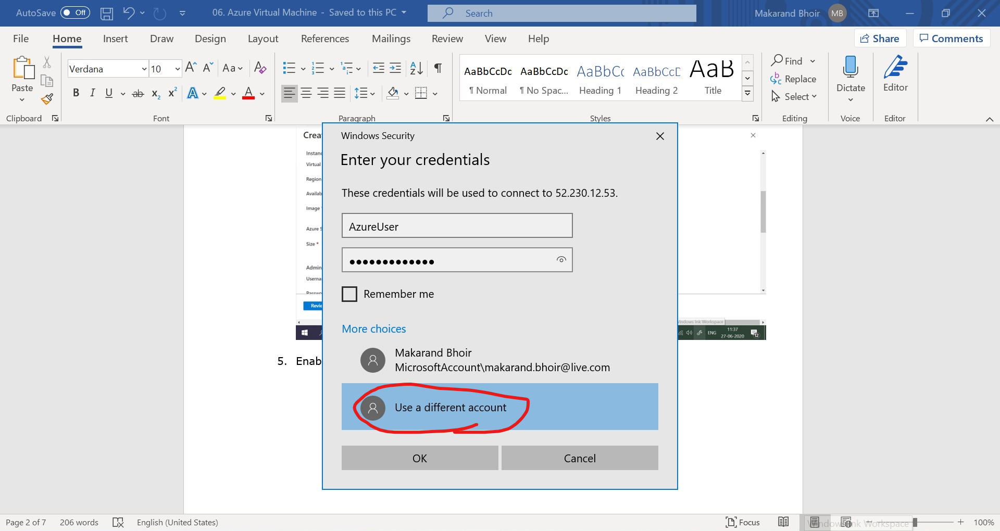 AutoSave Off
06. Azure Virtual Machine - Saved to this PC
Search
Makarand Bhoir MB
File Home Insert Draw Design Layout References Mailings Review View Help
Share Comments
Paste
Clipboard
Verdana 10
Aa
B I U ab x2 x2 A A
Font
Paragraph
AaBbCcDc AaBbCcDc AaBbCc AaBbCcD AaB
¶ Normal ¶ No Spac... Heading 1 Heading 2 Title
Styles
Find
Replace
Select
Editing
Dictate
Voice
Editor
Editor
Crea
Instan
Virtual
Region
Availab
Image
Azure S
Size *
Admin
Userna
Revie
Windows Ink Workspace
ENG 11:37
27-06-2020
12
5. Enab
Windows Security
Enter your credentials
These credentials will be used to connect to 52.230.12.53.
AzureUser
Remember me
More choices
Makarand Bhoir
MicrosoftAccount\makarand.bhoir@live.com
Use a different account
OK Cancel
Page 2 of 7 206 words English (United States)
Focus
Windows Ink Workspace
100%